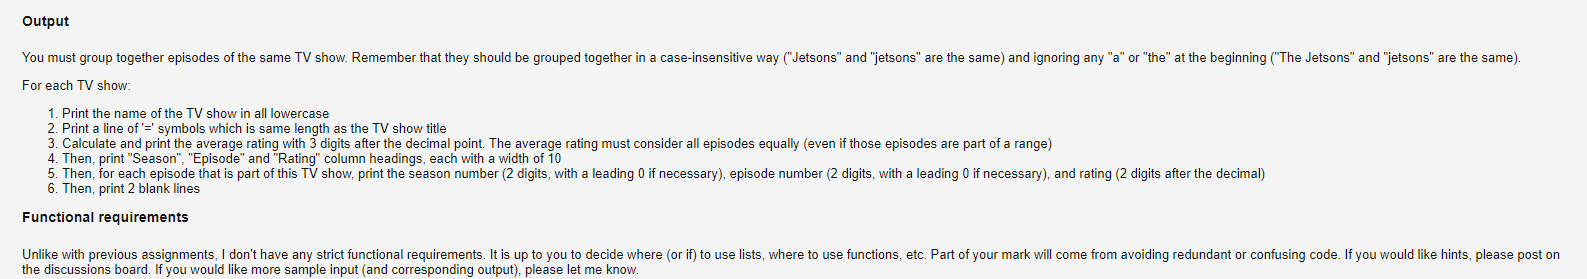 Output
You must group together episodes of the same TV show. Remember that they should be grouped together in a case-insensitive way ("Jetsons" and "jetsons" are the same) and ignoring any "a" or "the" at the beginning ("The Jetsons" and "jetsons" are the same).
For each TV show:
1. Print the name of the TV show in all lowercase
2. Print a line of '=' symbols which is same length as the TV show title
3. Calculate and print the average rating with 3 digits after the decimal point. The average rating must consider all episodes equally (even if those episodes are part of a range)
4. Then, print "Season", "Episode" and "Rating" column headings, each with a width of 10
5. Then, for each episode that is part of this TV show, print the season number (2 digits, with a leading 0 if necessary), episode number (2 digits, with a leading 0 if necessary), and rating (2 digits after the decimal)
6. Then, print 2 blank lines
Functional requirements
Unlike with previous assignments, I don't have any strict functional requirements. It is up to you to decide where (or if) to use lists, where to use functions, etc. Part of your mark will come from avoiding redundant or confusing code. If you would like hints, please post on
the discussions board. If you would like more sample input (and corresponding output), please let me know.